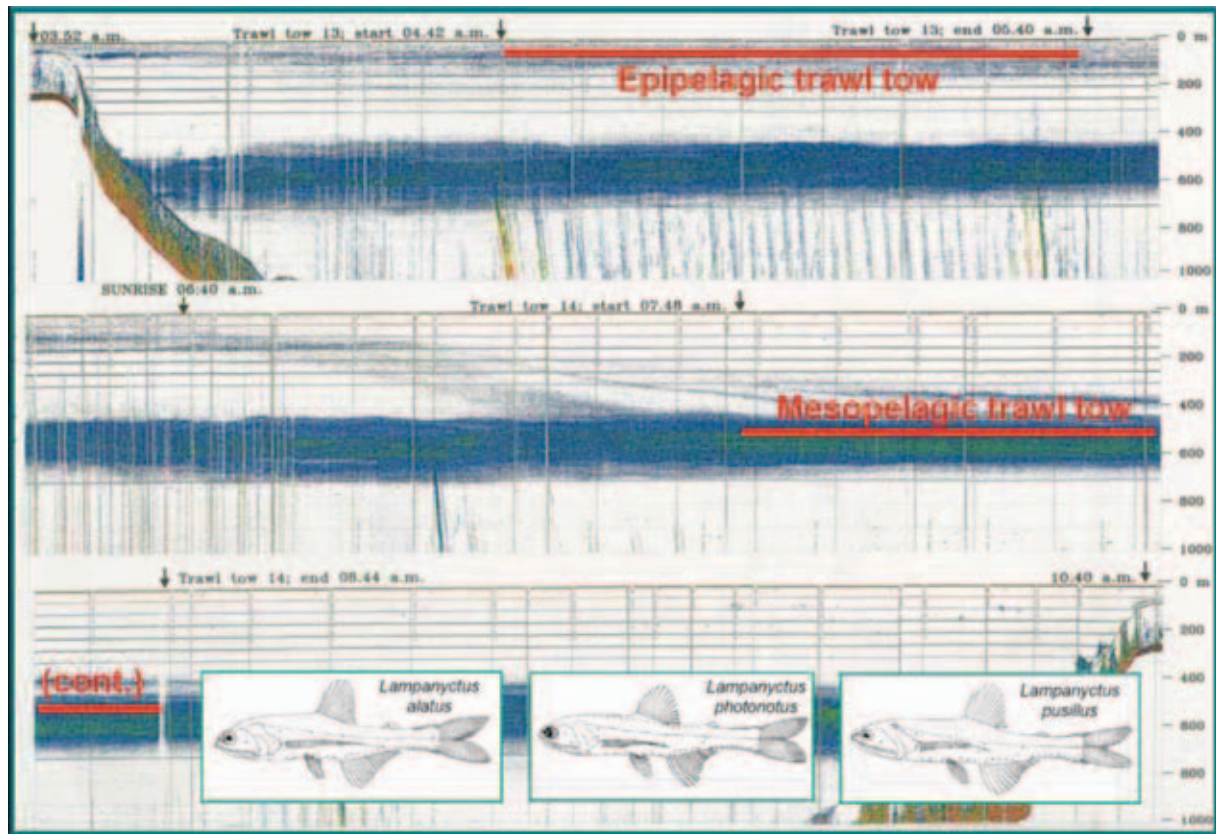 03.52 a.m.
Trawl tow 13; start 04.42 a.m.
Trawl tow 13; end 05.40 a.m.
0 m
Epipelagic trawl tow
200
400
600
800
1000
SUNRISE 06:40 a.m.
Trawl tow 14; start 07.48 a.m.
0 m
200
400
Mesopelagic trawl tow
600
800
1000
Trawl tow 14; end 08.44 a.m.
10.40 a.m.
0 m
200
400
(cont.)
Lampanyctus
alatus
Lampanyctus
photonotus
Lampanyctus
pusillus
600
800
1000